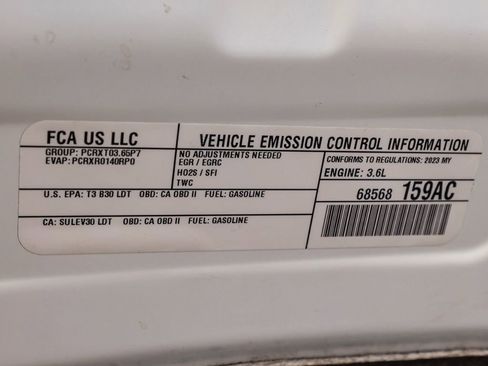 FCA US LLC
GROUP: PCRXT03.65P7
EVAP: PCRXR0140RP0
VEHICLE EMISSION CONTROL INFORMATION
NO ADJUSTMENTS NEEDED
EGR / EGRC
HO2S / SFI
TWC
CONFORMS TO REGULATIONS: 2023 MY
ENGINE: 3.6L
68568 159AC
U.S. EPA: T3 B30 LDT OBD: CA OBD II FUEL: GASOLINE
CA: SULEV30 LDT OBD: CA OBD II FUEL: GASOLINE